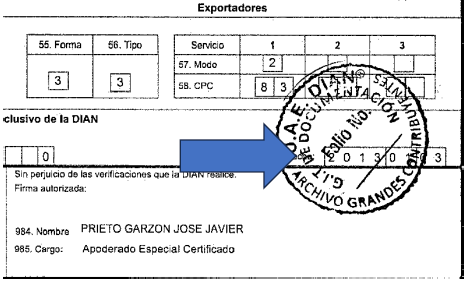 Exportadores
55. Forma 56. Tipo
3 3
Servicio 1 2 3
57. Modo 2
58. CPC 8 3
clusivo de la DIAN
0
2 0 1 3 0 3
U.A.E. DIAN
DE DOCUMENTACIÓN
Folio No.
G.I.T. ARCHIVO GRANDES CONTRIBUYENTES
Sin perjuicio de las verificaciones que la DIAN realice.
Firma autorizada:
984. Nombre PRIETO GARZON JOSE JAVIER
985. Cargo: Apoderado Especial Certificado